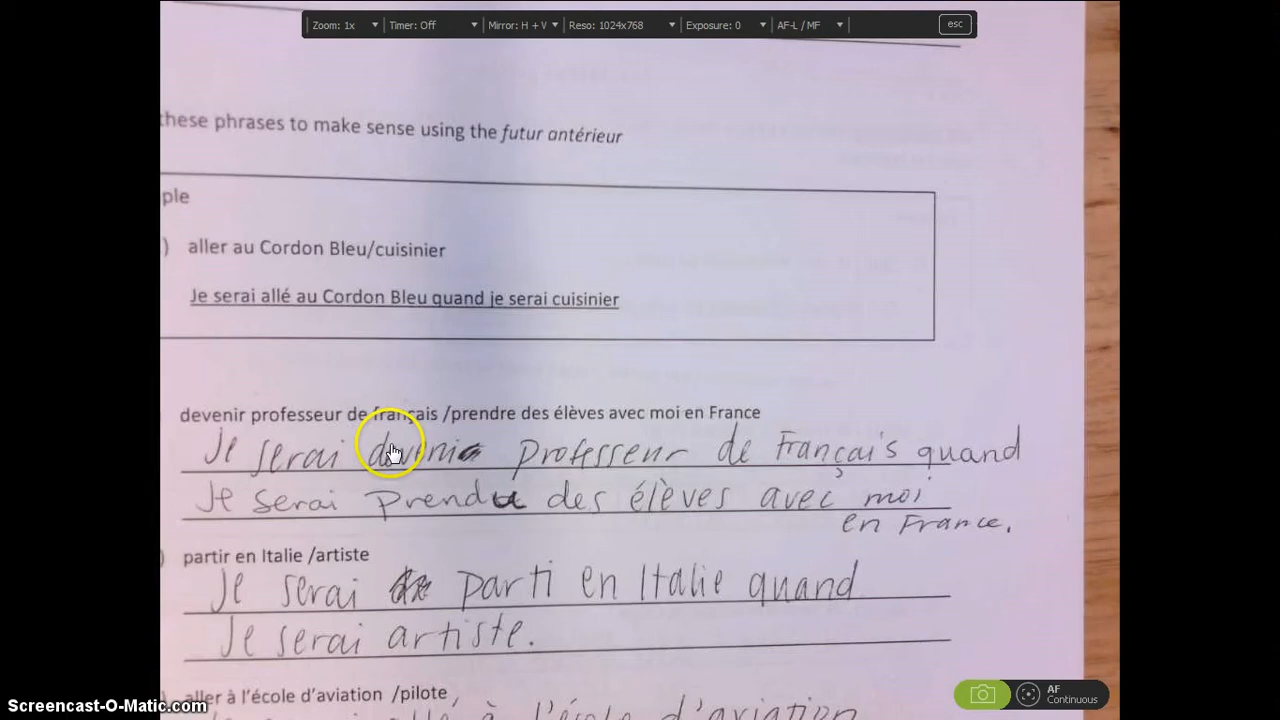 Zoom: 1x Timer: Off Mirror: H + V Reso: 1024x768 Exposure: 0 AF-L / MF esc
these phrases to make sense using the futur antérieur
ple
) aller au Cordon Bleu/cuisinier
Je serai allé au Cordon Bleu quand je serai cuisinier
devenir professeur de français /prendre des élèves avec moi en France
Je serai professeur de Français quand
Je serai prendu des élèves avec moi
en France.
) partir en Italie /artiste
Je serai parti en Italie quand
Je serai artiste.
aller à l'école d'aviation /pilote
à l'école d'aviation
AF
Continuous
Screencast-O-Matic.com